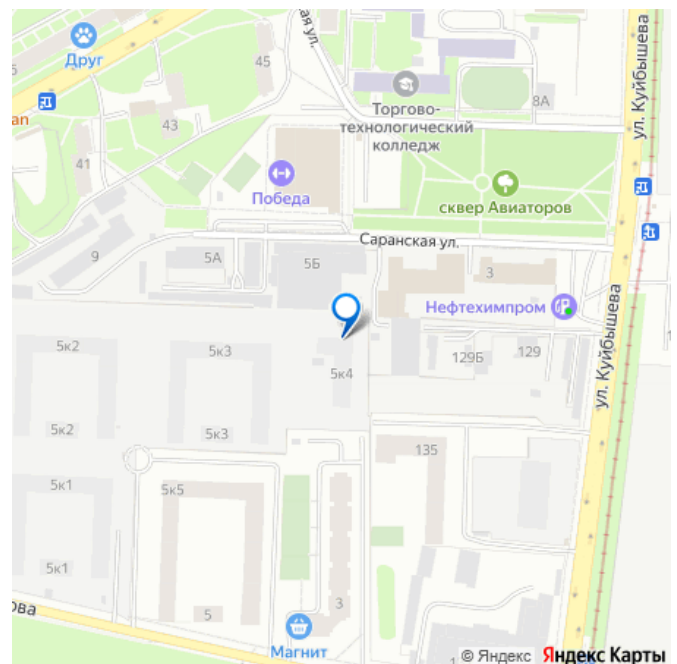 Друг
45
ская ул.
8А
ул. Куйбышева
an
43
Торгово-
технологический
колледж
41
Победа
сквер Авиаторов
Саранская ул.
9
5А
5Б
3
Нефтехимпром
ул. Куйбышева
5к2
5к3
5к4
129Б
129
5к2
5к3
135
5к1
5к5
5к1
ова
5
3
Магнит
© Яндекс Яндекс Карты